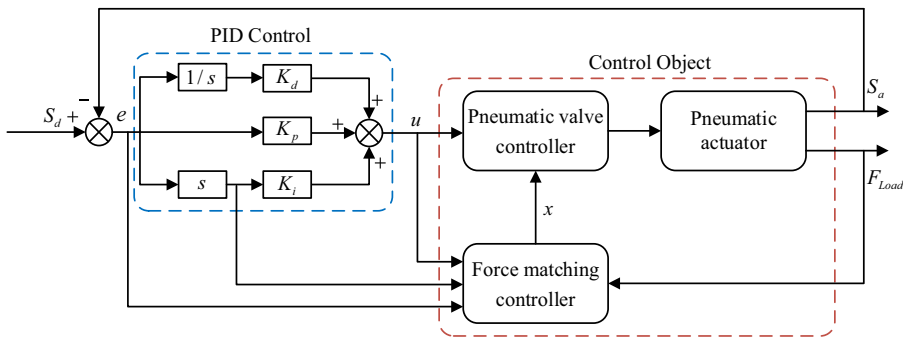 PID Control
Control Object
1/s
K_d
+
S_d + e
−
K_p
+
u
s
K_i
+
Pneumatic valve
controller
Pneumatic
actuator
S_a
F_Load
x
Force matching
controller